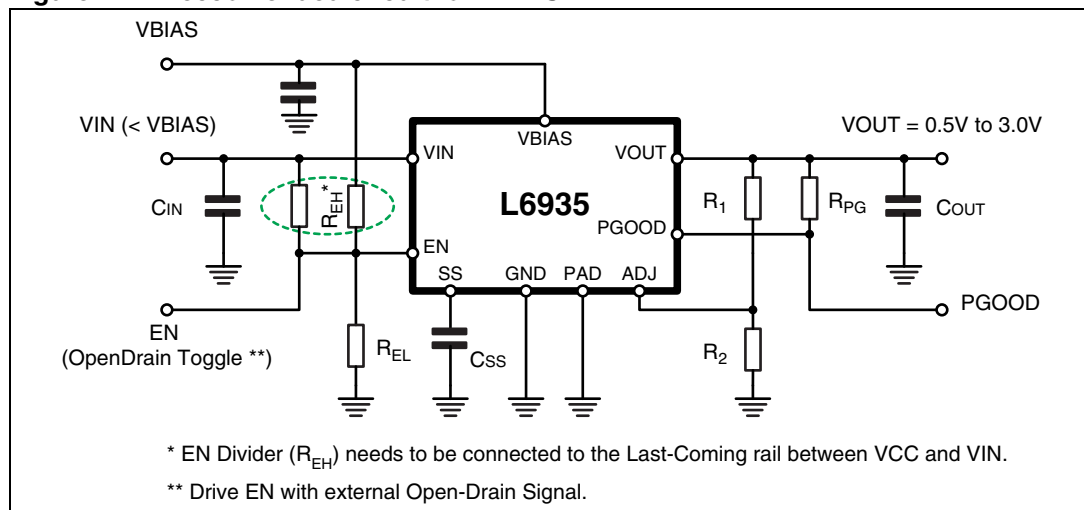 VBIAS
VIN (< VBIAS)
VOUT = 0.5V to 3.0V
VBIAS
VIN
VOUT
L6935
PGOOD
EN
SS
GND
PAD
ADJ
CIN
REH*
R1
RPG
COUT
EN
(OpenDrain Toggle **)
REL
CSS
R2
PGOOD
* EN Divider (REH) needs to be connected to the Last-Coming rail between VCC and VIN.
** Drive EN with external Open-Drain Signal.